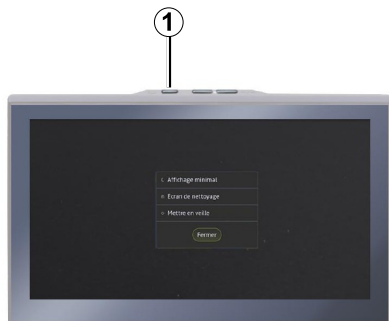 1
Affichage minimal
Ecran de nettoyage
Mettre en veille
Fermer